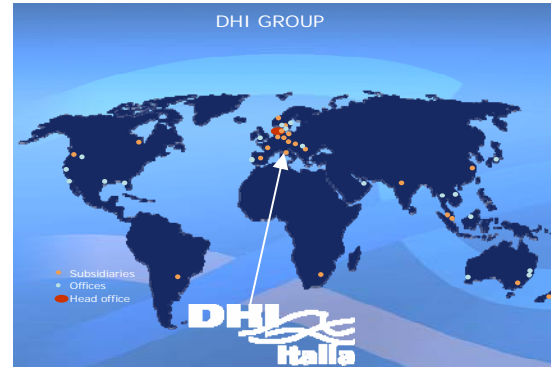 DHI GROUP
Subsidiaries
Offices
Head office
DHI
Italia